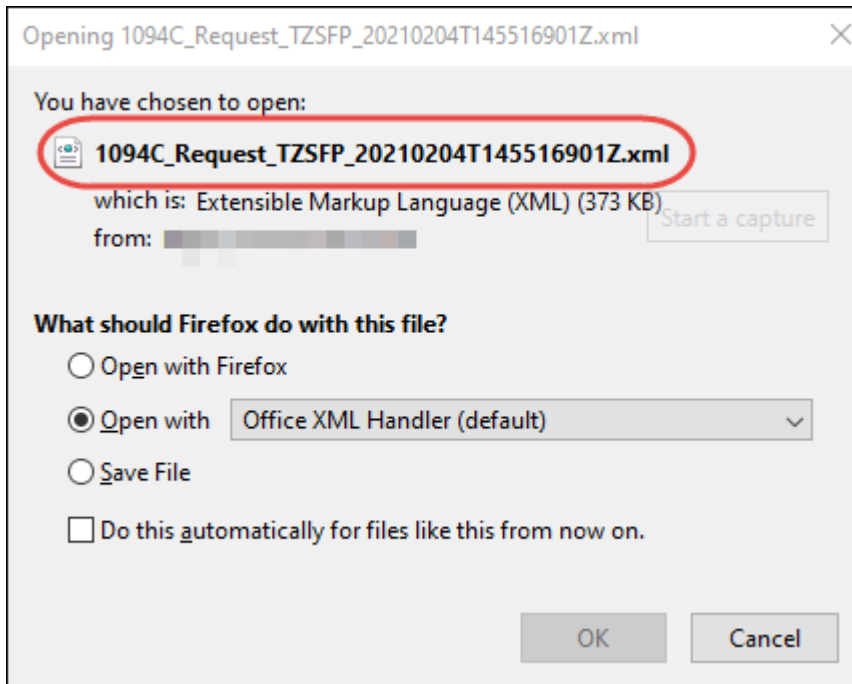 Opening 1094C_Request_TZSFP_20210204T145516901Z.xml
You have chosen to open:
1094C_Request_TZSFP_20210204T145516901Z.xml
which is: Extensible Markup Language (XML) (373 KB)
Start a capture
from:
What should Firefox do with this file?
Open with Firefox
Open with Office XML Handler (default)
Save File
Do this automatically for files like this from now on.
OK Cancel